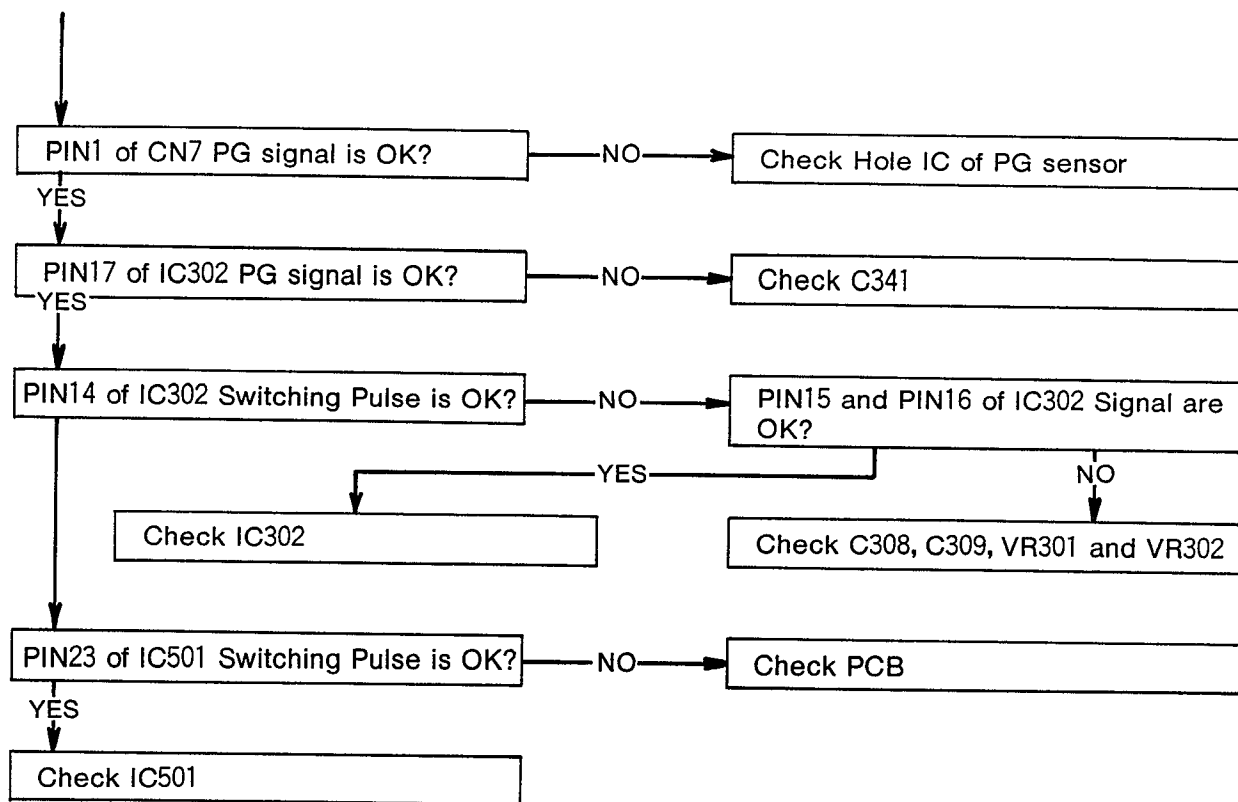 PIN1 of CN7 PG signal is OK?
NO
Check Hole IC of PG sensor
YES
PIN17 of IC302 PG signal is OK?
NO
Check C341
YES
PIN14 of IC302 Switching Pulse is OK?
NO
PIN15 and PIN16 of IC302 Signal are
OK?
YES
NO
Check IC302
Check C308, C309, VR301 and VR302
PIN23 of IC501 Switching Pulse is OK?
NO
Check PCB
YES
Check IC501